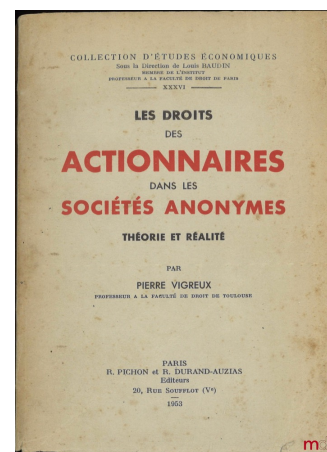 COLLECTION D'ÉTUDES ÉCONOMIQUES
Sous la Direction de Louis BAUDIN
MEMBRE DE L'INSTITUT
PROFESSEUR A LA FACULTÉ DE DROIT DE PARIS
XXXVI
LES DROITS
DES
ACTIONNAIRES
DANS LES
SOCIÉTÉS ANONYMES
THÉORIE ET RÉALITÉ
PAR
PIERRE VIGREUX
PROFESSEUR A LA FACULTÉ DE DROIT DE TOULOUSE
PARIS
R. PICHON et R. DURAND-AUZIAS
Editeurs
20, RUE SOUFFLOT (Vᵉ)
1953